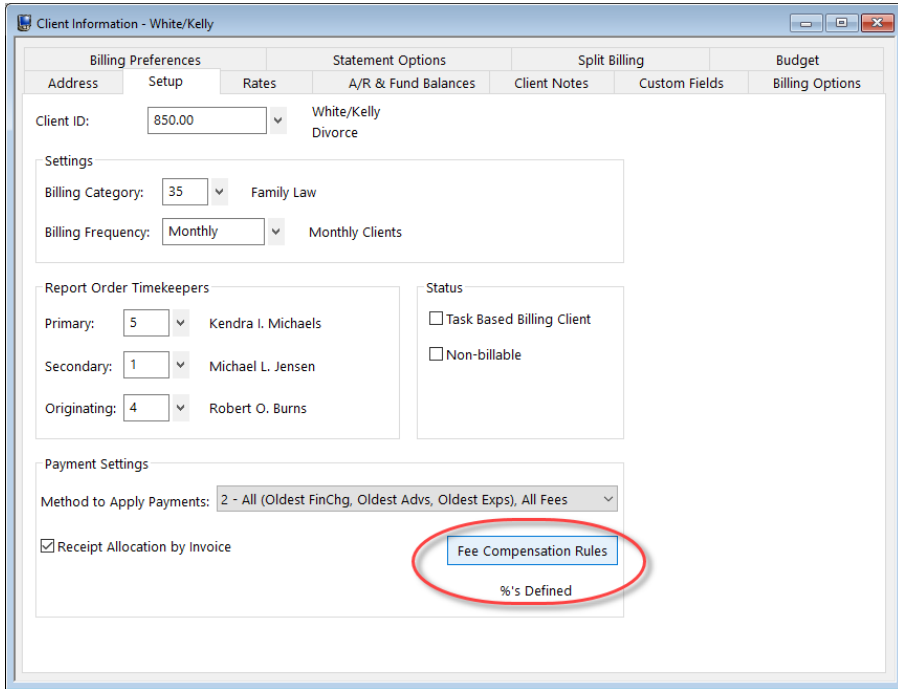 Client Information - White/Kelly
Billing Preferences Statement Options Split Billing Budget
Address Setup Rates A/R & Fund Balances Client Notes Custom Fields Billing Options
Client ID: 850.00 White/Kelly
Divorce
Settings
Billing Category: 35 Family Law
Billing Frequency: Monthly Monthly Clients
Report Order Timekeepers
Primary: 5 Kendra I. Michaels
Secondary: 1 Michael L. Jensen
Originating: 4 Robert O. Burns
Status
Task Based Billing Client
Non-billable
Payment Settings
Method to Apply Payments: 2 - All (Oldest FinChg, Oldest Advs, Oldest Exps), All Fees
Receipt Allocation by Invoice
Fee Compensation Rules
%'s Defined